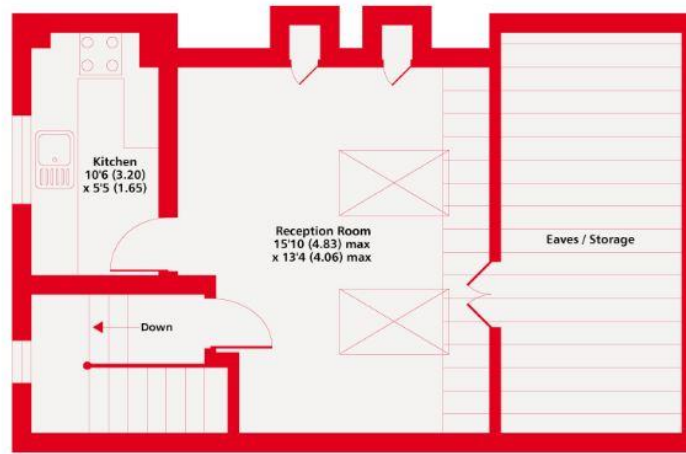 Kitchen
10'6 (3.20)
x 5'5 (1.65)
Reception Room
15'10 (4.83) max
x 13'4 (4.06) max
Eaves / Storage
Down